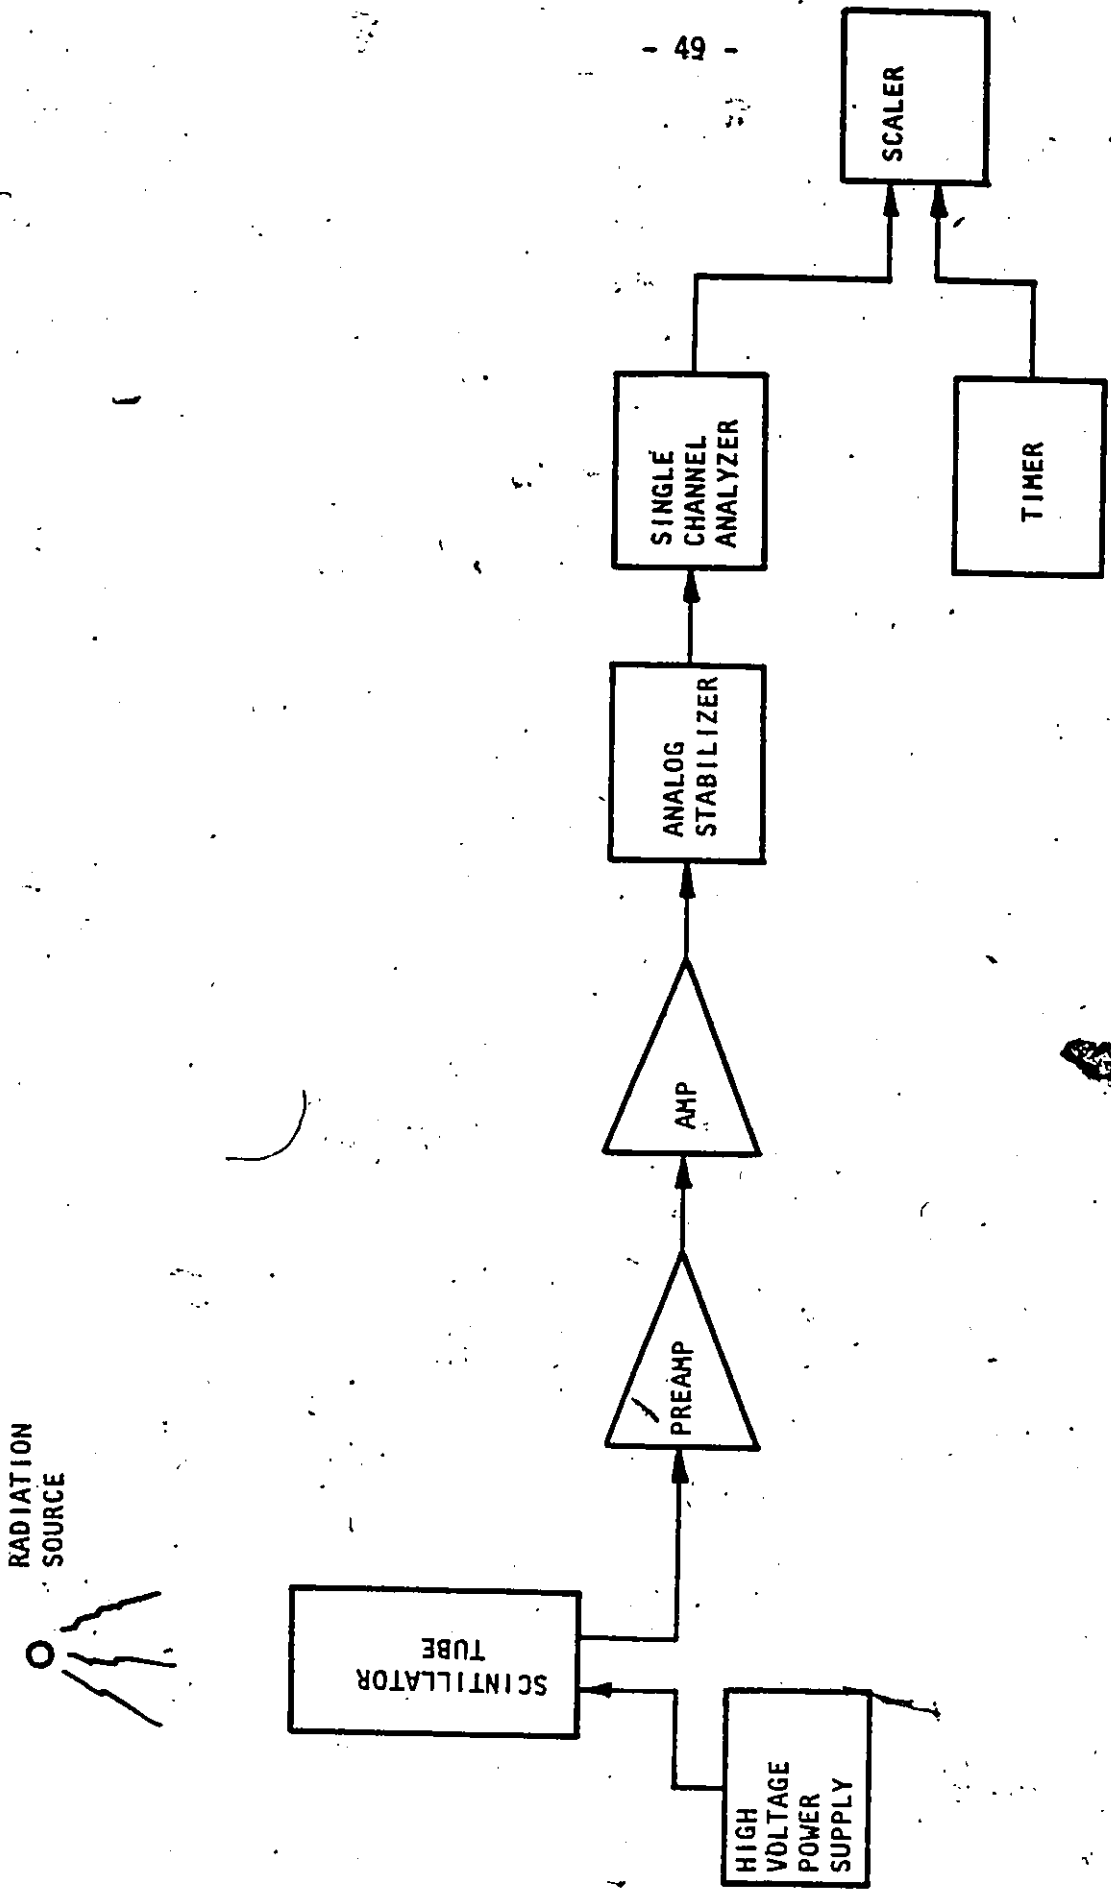 - 49 -
RADIATION
SOURCE
SCINTILLATOR
TUBE
HIGH
VOLTAGE
POWER
SUPPLY
PREAMP
AMP
ANALOG
STABILIZER
SINGLE
CHANNEL
ANALYZER
TIMER
SCALER